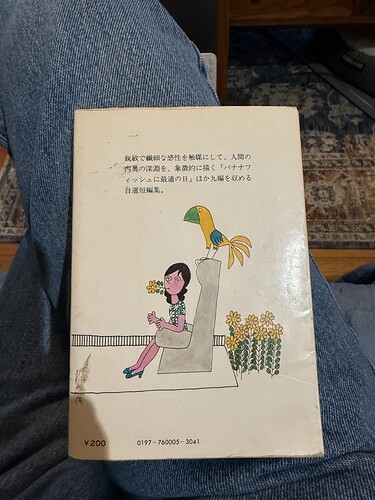 鋭敏で繊細な感性を触媒にして、人間の
内奥の深淵を、象徴的に描く「バナナフ
ィッシュに最適の日」ほか九編を収める
自選短編集。
¥200
0197-760005-3041